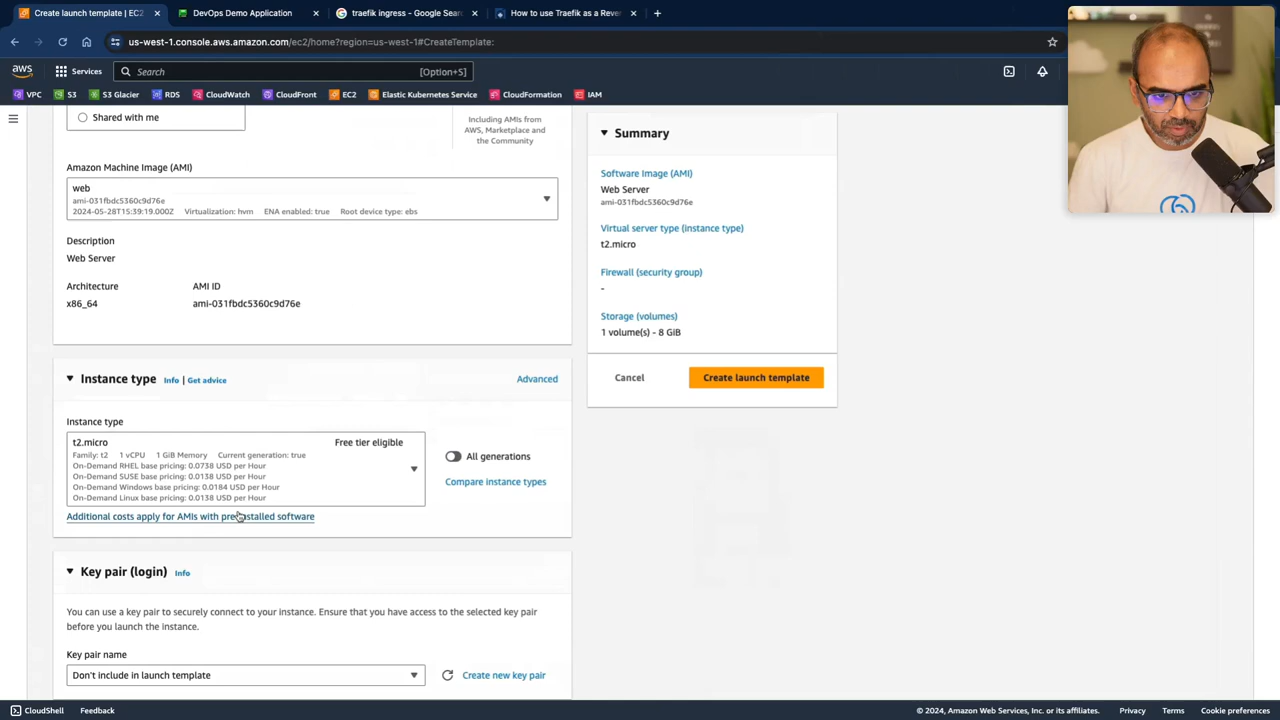 Create launch template | EC2
DevOps Demo Application
traefik ingress - Google Sear
How to use Traefik as a Reve
us-west-1.console.aws.amazon.com/ec2/home?region=us-west-1#CreateTemplate:
aws
Services
Search
[Option+S]
VPC
S3
S3 Glacier
RDS
CloudWatch
CloudFront
EC2
Elastic Kubernetes Service
CloudFormation
IAM
Shared with me
Including AMIs from
AWS, Marketplace and
the Community
Amazon Machine Image (AMI)
web
ami-031fbdc5360c9d76e
2024-05-28T15:39:19.000Z Virtualization: hvm ENA enabled: true Root device type: ebs
Description
Web Server
Architecture AMI ID
x86_64 ami-031fbdc5360c9d76e
Instance type Info | Get advice Advanced
Instance type
t2.micro Free tier eligible
Family: t2 1 vCPU 1 GiB Memory Current generation: true
On-Demand RHEL base pricing: 0.0738 USD per Hour
On-Demand SUSE base pricing: 0.0138 USD per Hour
On-Demand Windows base pricing: 0.0184 USD per Hour
On-Demand Linux base pricing: 0.0138 USD per Hour
All generations
Compare instance types
Additional costs apply for AMIs with pre-installed software
Key pair (login) Info
You can use a key pair to securely connect to your instance. Ensure that you have access to the selected key pair
before you launch the instance.
Key pair name
Don't include in launch template
Create new key pair
Summary
Software Image (AMI)
Web Server
ami-031fbdc5360c9d76e
Virtual server type (instance type)
t2.micro
Firewall (security group)
-
Storage (volumes)
1 volume(s) - 8 GiB
Cancel
Create launch template
CloudShell
Feedback
© 2024, Amazon Web Services, Inc. or its affiliates.
Privacy
Terms
Cookie preferences